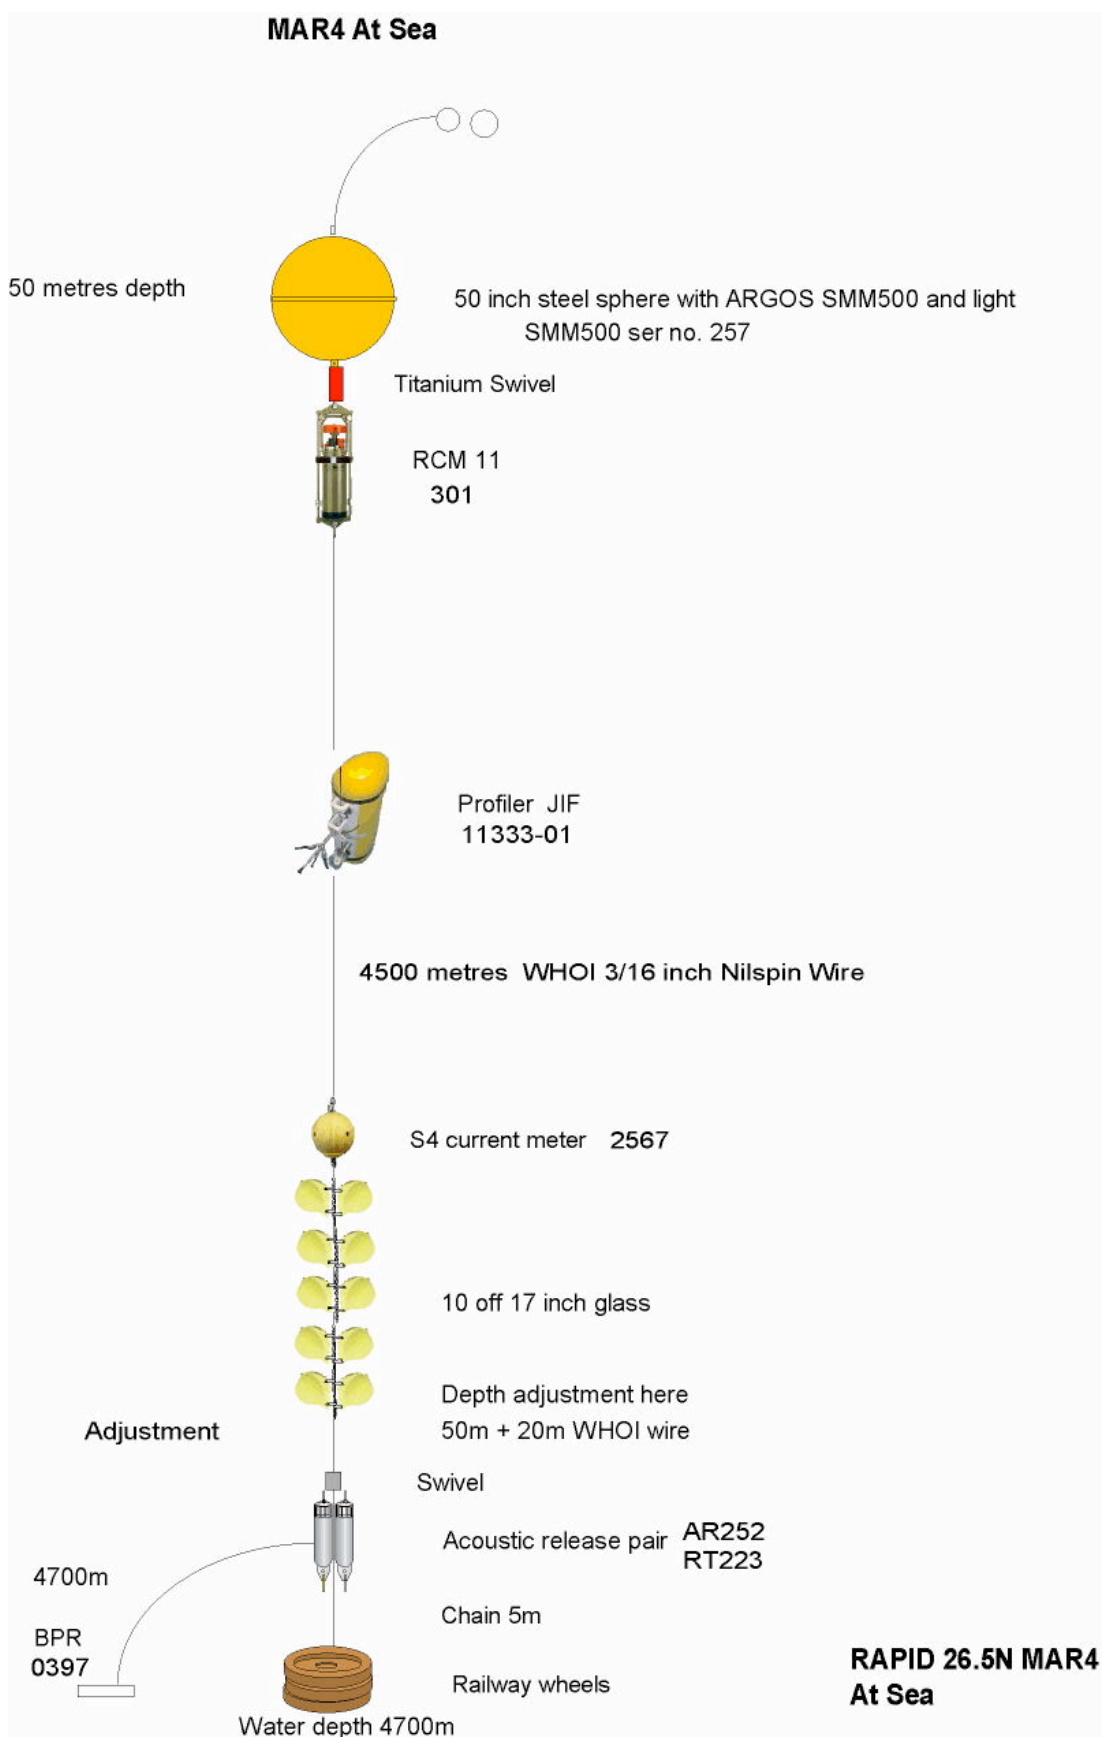 MAR4 At Sea
50 metres depth
50 inch steel sphere with ARGOS SMM500 and light
SMM500 ser no. 257
Titanium Swivel
RCM 11
301
Profiler  JIF
11333-01
4500 metres  WHOI 3/16 inch Nilspin Wire
S4 current meter   2567
10 off 17 inch glass
Depth adjustment here
Adjustment
50m + 20m WHOI wire
Swivel
Acoustic release pair
AR252
RT223
4700m
Chain 5m
BPR
0397
Railway wheels
RAPID 26.5N MAR4
At Sea
Water depth 4700m